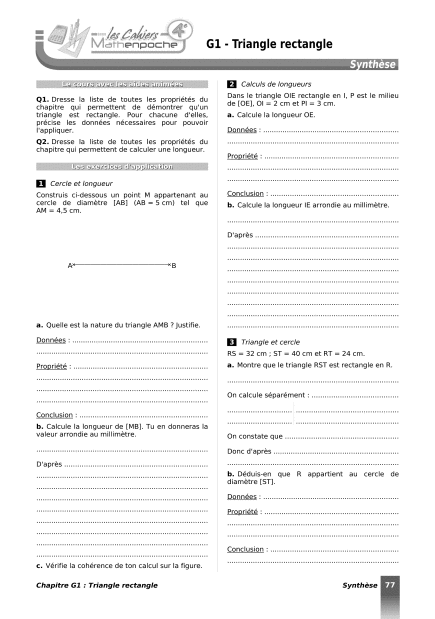 les Cahiers
Mathenpoche
4e
G1 - Triangle rectangle
Synthèse
Le cours avec les aides animées
Q1. Dresse la liste de toutes les propriétés du
chapitre qui permettent de démontrer qu'un
triangle est rectangle. Pour chacune d'elles,
précise les données nécessaires pour pouvoir
l'appliquer.
Q2. Dresse la liste de toutes les propriétés du
chapitre qui permettent de calculer une longueur.
Les exercices d'application
1 Cercle et longueur
Construis ci-dessous un point M appartenant au
cercle de diamètre [AB] (AB = 5 cm) tel que
AM = 4,5 cm.
A B
a. Quelle est la nature du triangle AMB ? Justifie.
Données :
Propriété :
Conclusion :
b. Calcule la longueur de [MB]. Tu en donneras la
valeur arrondie au millimètre.
D'après
c. Vérifie la cohérence de ton calcul sur la figure.
2 Calculs de longueurs
Dans le triangle OIE rectangle en I, P est le milieu
de [OE], OI = 2 cm et PI = 3 cm.
a. Calcule la longueur OE.
Données :
Propriété :
Conclusion :
b. Calcule la longueur IE arrondie au millimètre.
D'après
3 Triangle et cercle
RS = 32 cm ; ST = 40 cm et RT = 24 cm.
a. Montre que le triangle RST est rectangle en R.
On calcule séparément :
On constate que
Donc d'après
b. Déduis-en que R appartient au cercle de
diamètre [ST].
Données :
Propriété :
Conclusion :
Chapitre G1 : Triangle rectangle
Synthèse 77